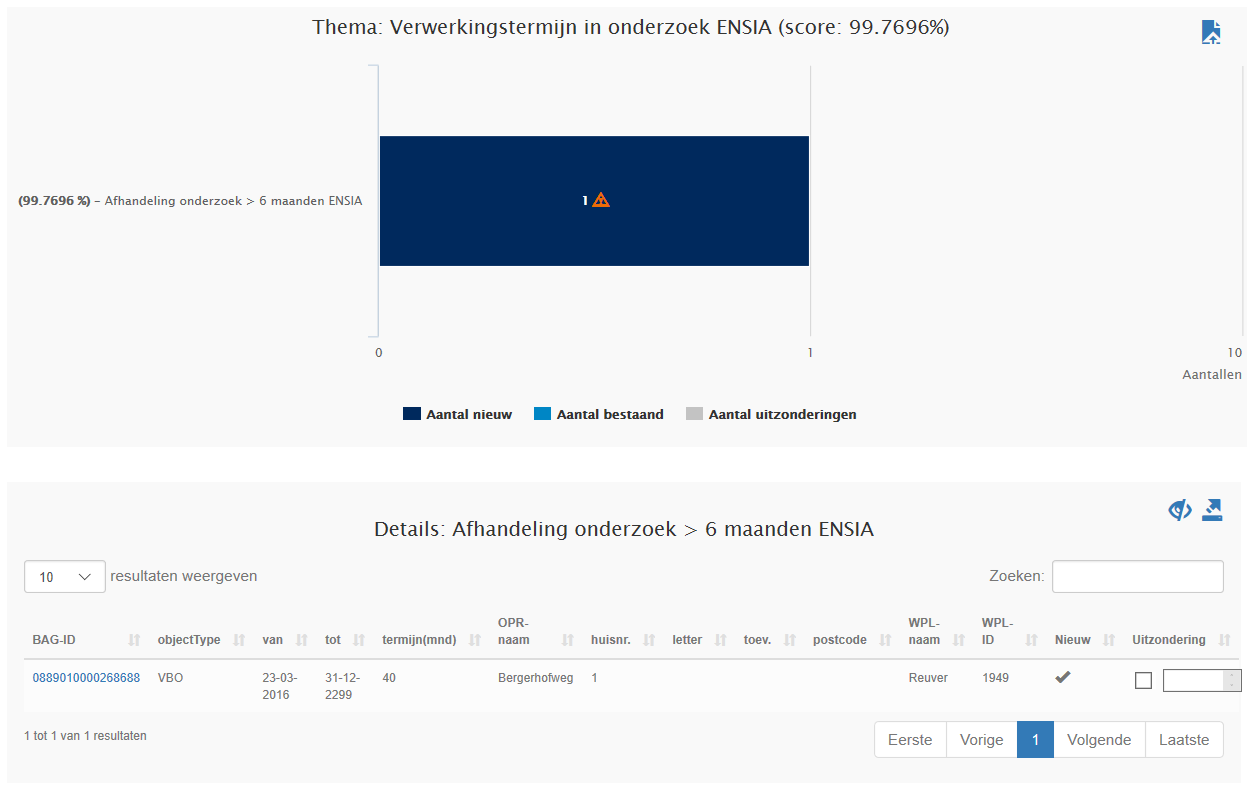 Thema: Verwerkingstermijn in onderzoek ENSIA (score: 99.7696%)
(99.7696 %) - Afhandeling onderzoek > 6 maanden ENSIA
1
0
1
10
Aantallen
Aantal nieuw
Aantal bestaand
Aantal uitzonderingen
Details: Afhandeling onderzoek > 6 maanden ENSIA
10 resultaten weergeven
Zoeken:
BAG-ID objectType van tot termijn(mnd) OPR-naam huisnr. letter toev. postcode WPL-naam WPL-ID Nieuw Uitzondering
0889010000268688 VBO 23-03-2016 31-12-2299 40 Bergerhofweg 1 Reuver 1949
1 tot 1 van 1 resultaten
Eerste Vorige 1 Volgende Laatste